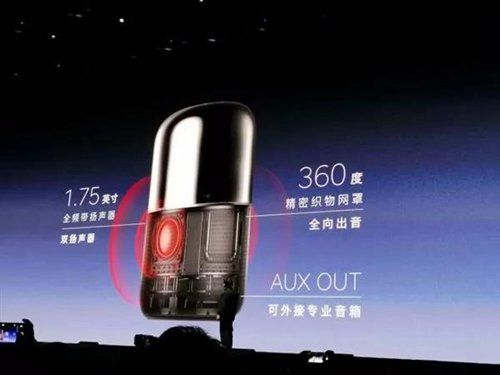 1.75英寸
全频带扬声器
双扬声器
360度
精密织物网罩
全向出音
AUX OUT
可外接专业音箱